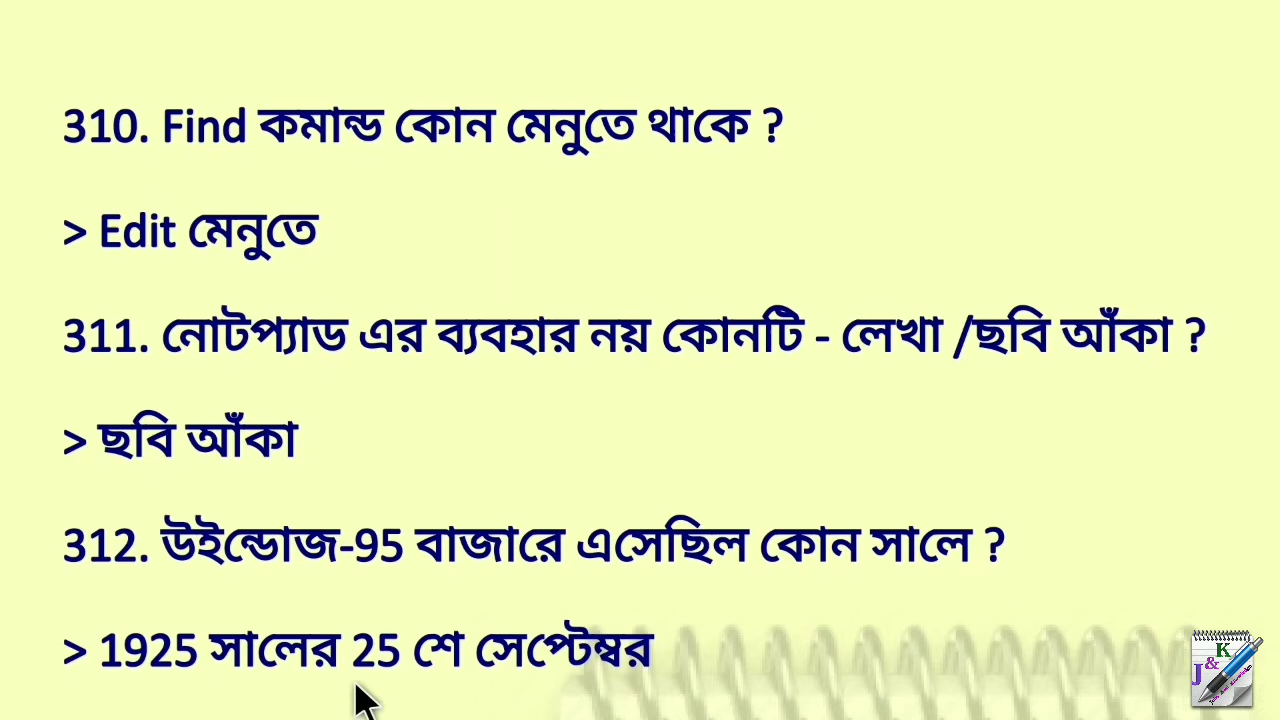 310. Find কমান্ড কোন মেনুতে থাকে ?
> Edit মেনুতে
311. নোটপ্যাড এর ব্যবহার নয় কোনটি - লেখা /ছবি আঁকা ?
> ছবি আঁকা
312. উইন্ডোজ-95 বাজারে এসেছিল কোন সালে ?
> 1925 সালের 25 শে সেপ্টেম্বর
J & K